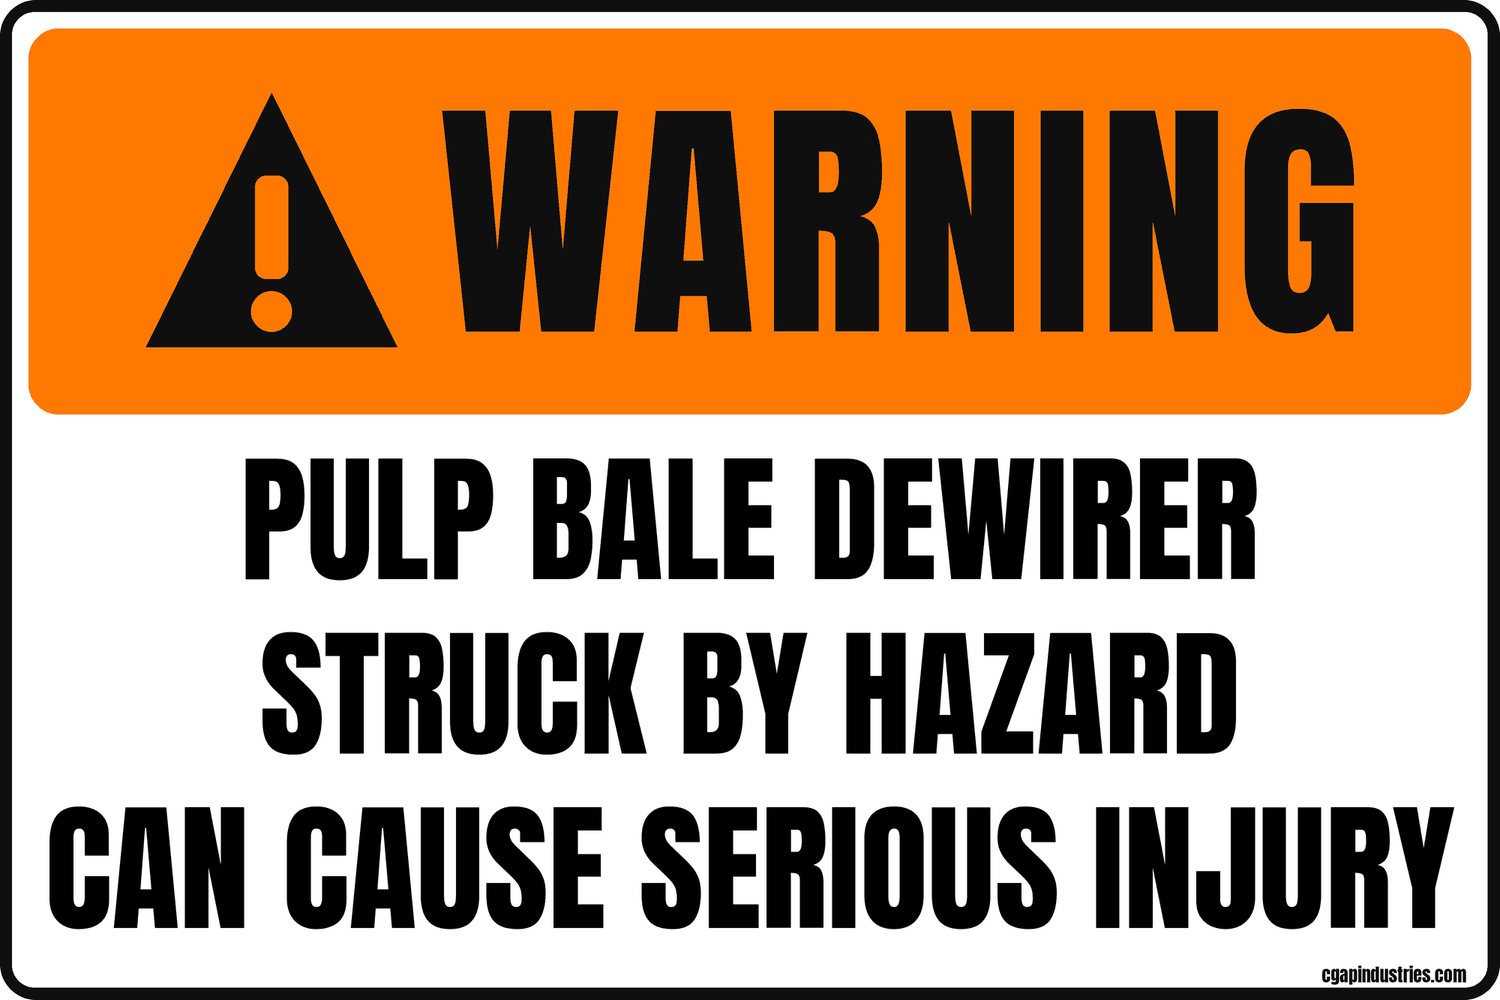 WARNING
PULP BALE DEWIRER
STRUCK BY HAZARD
CAN CAUSE SERIOUS INJURY
cgapindustries.com